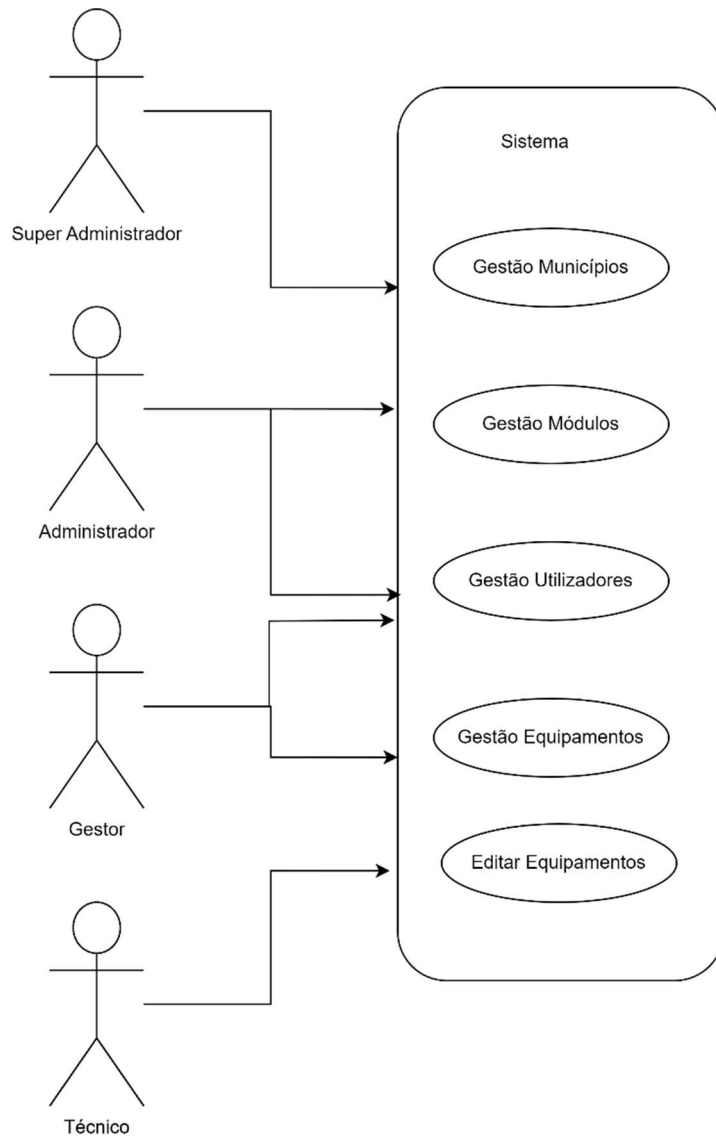 Sistema
Super Administrador
Gestão Municípios
Gestão Módulos
Administrador
Gestão Utilizadores
Gestão Equipamentos
Gestor
Editar Equipamentos
Técnico